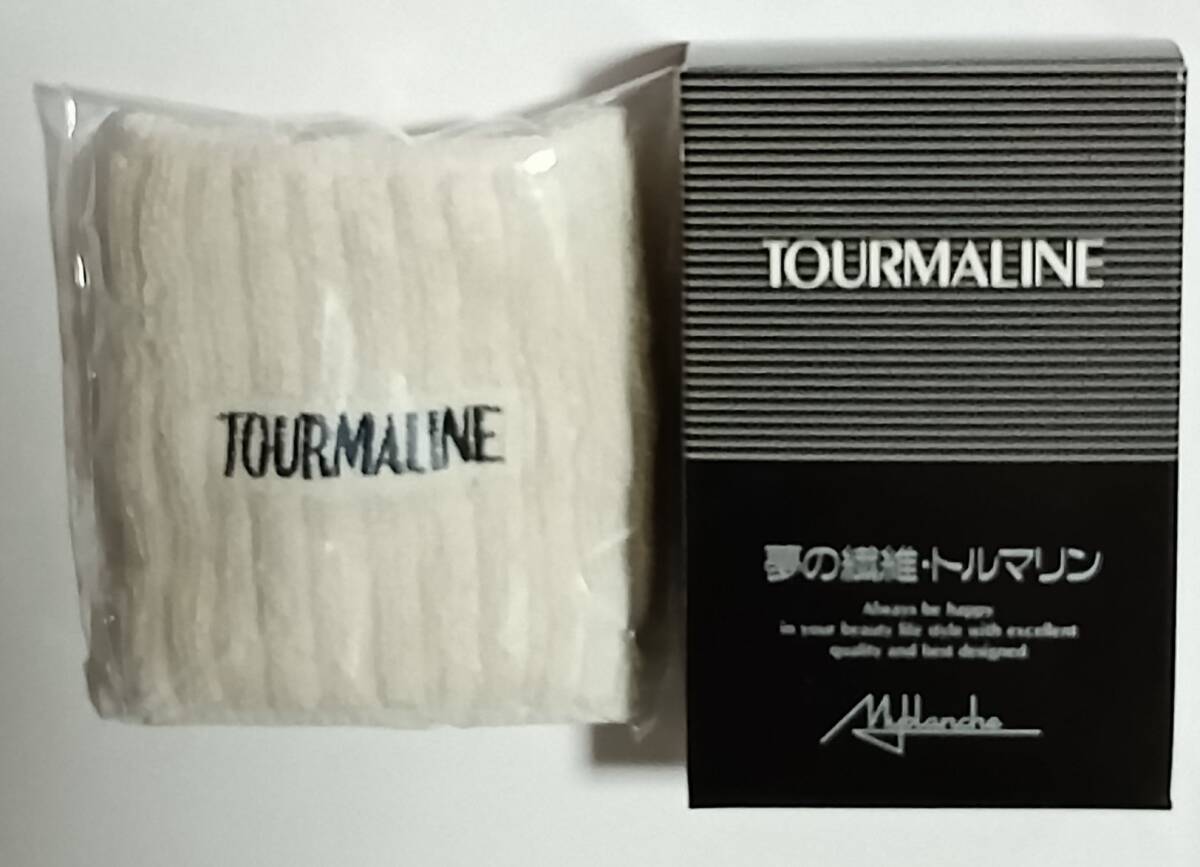 TOURMALINE
TOURMALINE
夢の繊維・トルマリン
Always be happy
in your beauty life style with excellent
quality and best designed
Myblanche